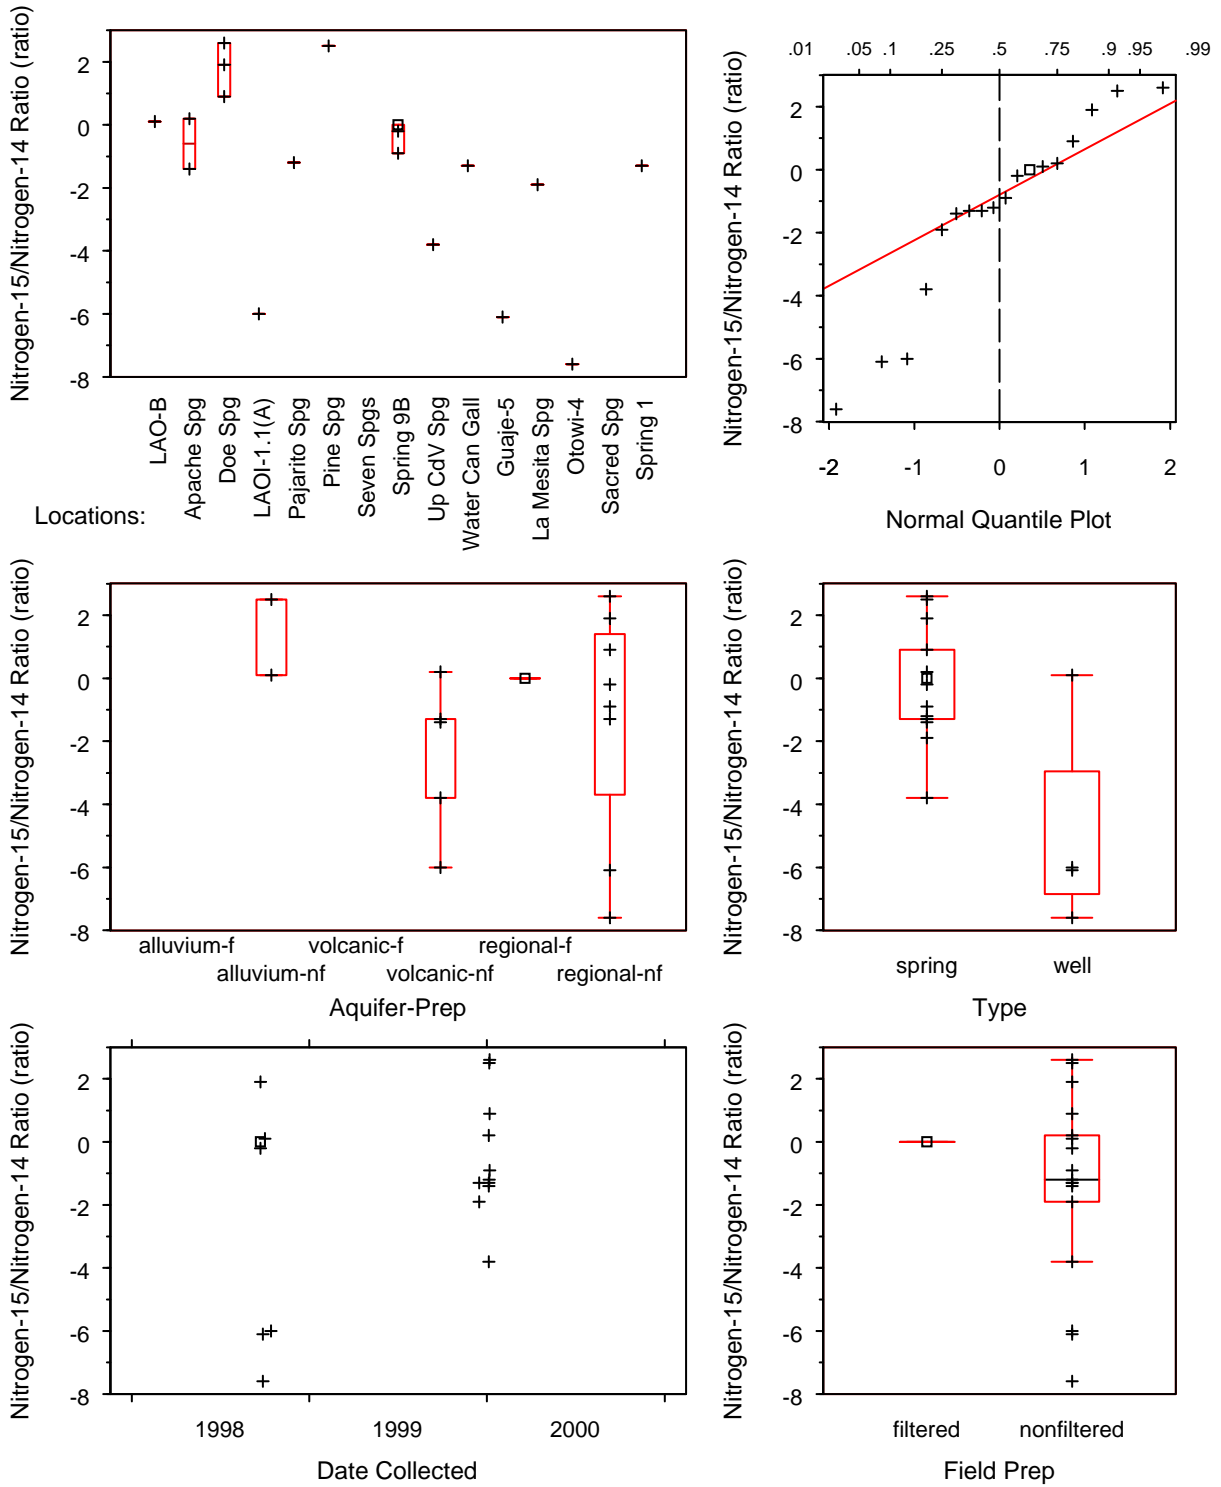 Nitrogen-15/Nitrogen-14 Ratio (ratio)
2
0
-2
-4
-6
-8
LAO-B
Apache Spg
Doe Spg
LAOI-1.1(A)
Pajarito Spg
Pine Spg
Seven Spgs
Spring 9B
Up CdV Spg
Water Can Gall
Guaje-5
La Mesita Spg
Otowi-4
Sacred Spg
Spring 1
Locations:
.01 .05 .1 .25 .5 .75 .9 .95 .99
Nitrogen-15/Nitrogen-14 Ratio (ratio)
2
0
-2
-4
-6
-8
-2 -1 0 1 2
Normal Quantile Plot
Nitrogen-15/Nitrogen-14 Ratio (ratio)
2
0
-2
-4
-6
-8
alluvium-f volcanic-f regional-f
alluvium-nf volcanic-nf regional-nf
Aquifer-Prep
Nitrogen-15/Nitrogen-14 Ratio (ratio)
2
0
-2
-4
-6
-8
spring well
Type
Nitrogen-15/Nitrogen-14 Ratio (ratio)
2
0
-2
-4
-6
-8
1998 1999 2000
Date Collected
Nitrogen-15/Nitrogen-14 Ratio (ratio)
2
0
-2
-4
-6
-8
filtered nonfiltered
Field Prep